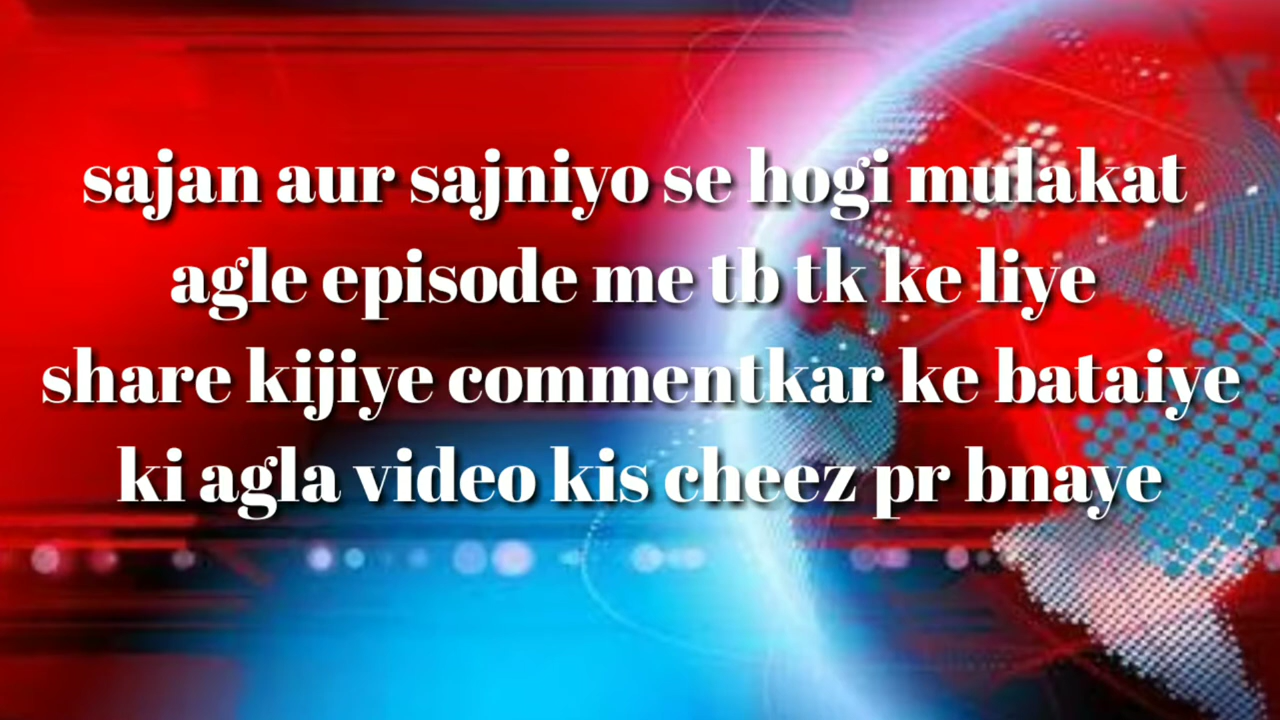 sajan aur sajniyo se hogi mulakat
agle episode me tb tk ke liye
share kijiye commentkar ke bataiye
ki agla video kis cheez pr bnaye